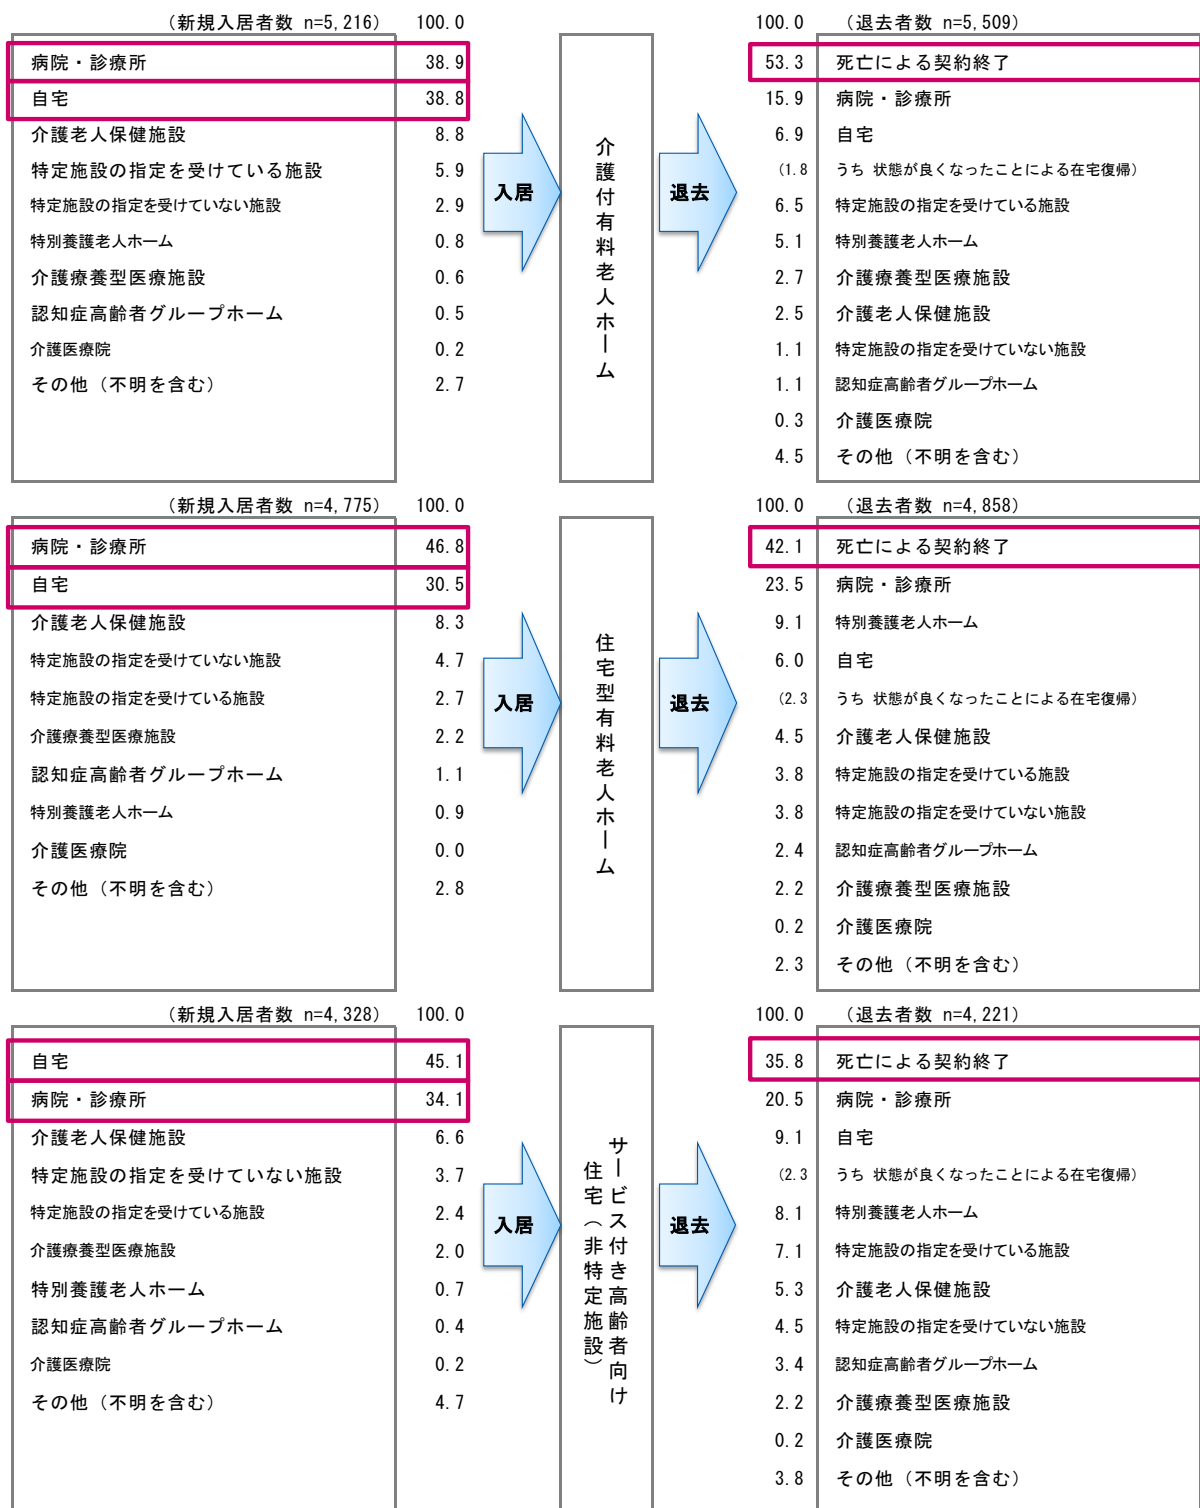 （新規入居者数 n=5,216） 100.0
病院・診療所 38.9
自宅 38.8
介護老人保健施設 8.8
特定施設の指定を受けている施設 5.9
特定施設の指定を受けていない施設 2.9
特別養護老人ホーム 0.8
介護療養型医療施設 0.6
認知症高齢者グループホーム 0.5
介護医療院 0.2
その他（不明を含む） 2.7
入居
介護付有料老人ホーム
退去
100.0 （退去者数 n=5,509）
53.3 死亡による契約終了
15.9 病院・診療所
6.9 自宅
（1.8 うち 状態が良くなったことによる在宅復帰）
6.5 特定施設の指定を受けている施設
5.1 特別養護老人ホーム
2.7 介護療養型医療施設
2.5 介護老人保健施設
1.1 特定施設の指定を受けていない施設
1.1 認知症高齢者グループホーム
0.3 介護医療院
4.5 その他（不明を含む）
（新規入居者数 n=4,775） 100.0
病院・診療所 46.8
自宅 30.5
介護老人保健施設 8.3
特定施設の指定を受けていない施設 4.7
特定施設の指定を受けている施設 2.7
介護療養型医療施設 2.2
認知症高齢者グループホーム 1.1
特別養護老人ホーム 0.9
介護医療院 0.0
その他（不明を含む） 2.8
入居
住宅型有料老人ホーム
退去
100.0 （退去者数 n=4,858）
42.1 死亡による契約終了
23.5 病院・診療所
9.1 特別養護老人ホーム
6.0 自宅
（2.3 うち 状態が良くなったことによる在宅復帰）
4.5 介護老人保健施設
3.8 特定施設の指定を受けている施設
3.8 特定施設の指定を受けていない施設
2.4 認知症高齢者グループホーム
2.2 介護療養型医療施設
0.2 介護医療院
2.3 その他（不明を含む）
（新規入居者数 n=4,328） 100.0
自宅 45.1
病院・診療所 34.1
介護老人保健施設 6.6
特定施設の指定を受けていない施設 3.7
特定施設の指定を受けている施設 2.4
介護療養型医療施設 2.0
特別養護老人ホーム 0.7
認知症高齢者グループホーム 0.4
介護医療院 0.2
その他（不明を含む） 4.7
入居
サービス付き高齢者向け
住宅（非特定施設）
退去
100.0 （退去者数 n=4,221）
35.8 死亡による契約終了
20.5 病院・診療所
9.1 自宅
（2.3 うち 状態が良くなったことによる在宅復帰）
8.1 特別養護老人ホーム
7.1 特定施設の指定を受けている施設
5.3 介護老人保健施設
4.5 特定施設の指定を受けていない施設
3.4 認知症高齢者グループホーム
2.2 介護療養型医療施設
0.2 介護医療院
3.8 その他（不明を含む）